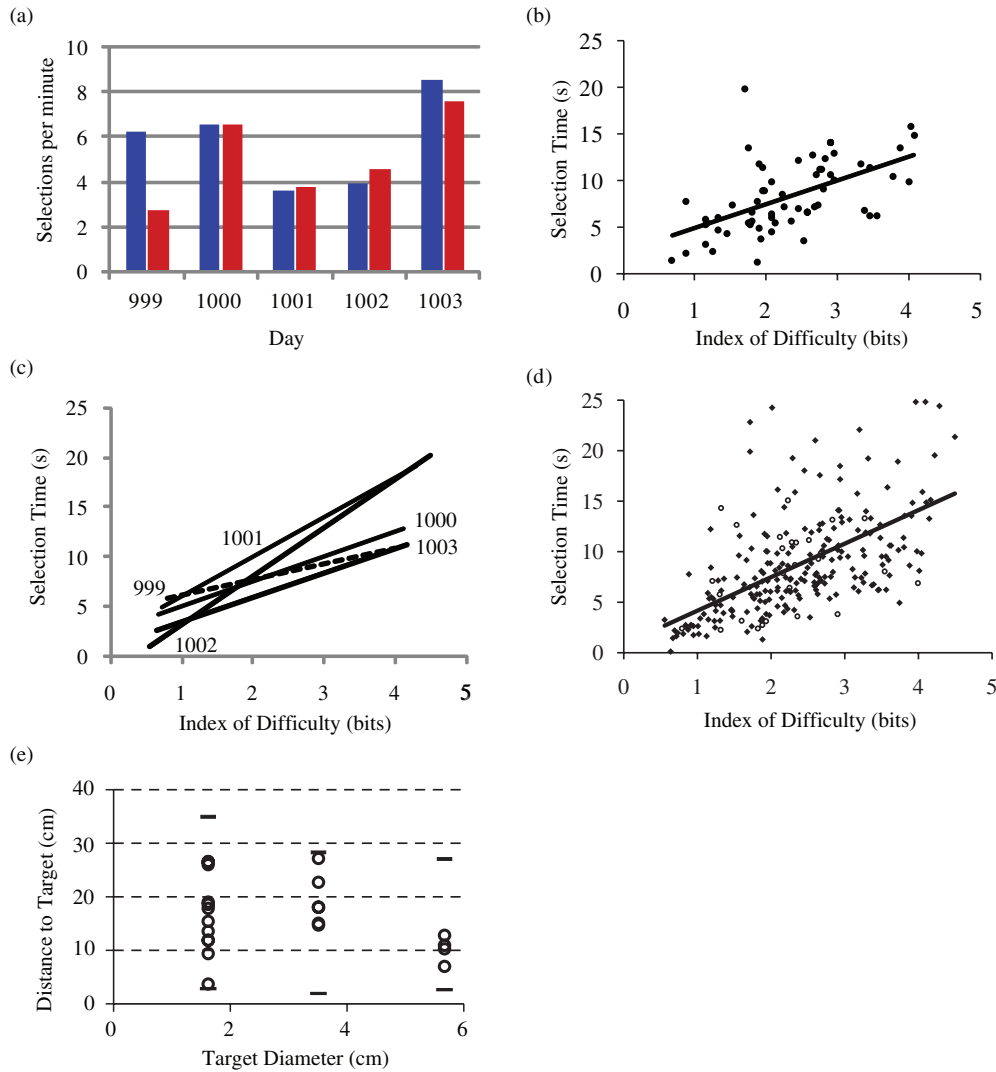 (a)
Selections per minute
10
8
6
4
2
0
999 1000 1001 1002 1003
Day
(b)
Selection Time (s)
25
20
15
10
5
0
0 1 2 3 4 5
Index of Difficulty (bits)
(c)
Selection Time (s)
25
20
15
10
5
0
1001
1000
1003
999
1002
0 1 2 3 4 5
Index of Difficulty (bits)
(d)
Selection Time (s)
25
20
15
10
5
0
0 1 2 3 4 5
Index of Difficulty (bits)
(e)
Distance to Target (cm)
40
30
20
10
0
0 2 4 6
Target Diameter (cm)